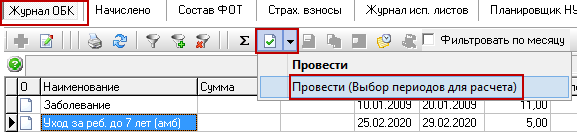 Журнал ОБК Начислено Состав ФОТ Страх. взносы Журнал исп. листов Планировщик НУ
Σ Фильтровать по месяцу
Провести
О Наименование Сумма Провести (Выбор периодов для расчета)
Заболевание 10.01.2009 20.01.2009 11,00
Уход за реб. до 7 лет (амб) 25.02.2020 29.02.2020 5,00